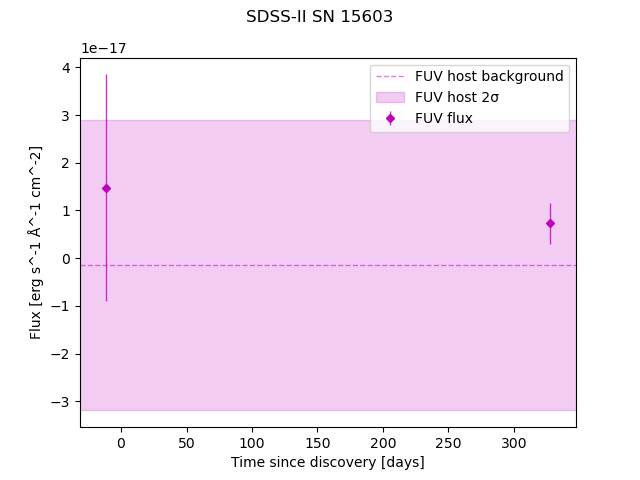 SDSS-II SN 15603
1e−17
FUV host background
FUV host 2σ
FUV flux
4
3
2
1
0
−1
−2
−3
Flux [erg s^-1 Å^-1 cm^-2]
0 50 100 150 200 250 300
Time since discovery [days]